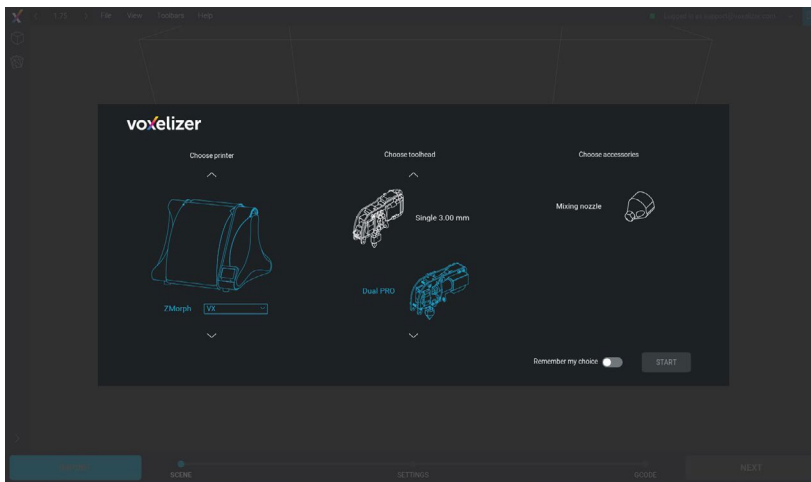 File View Toolbars Help
voxelizer
Choose printer
Choose toolhead
Choose accessories
Single 3.00 mm
Mixing nozzle
Dual PRO
ZMorph VX
Remember my choice
START
SCENE
SETTINGS
GCODE
NEXT